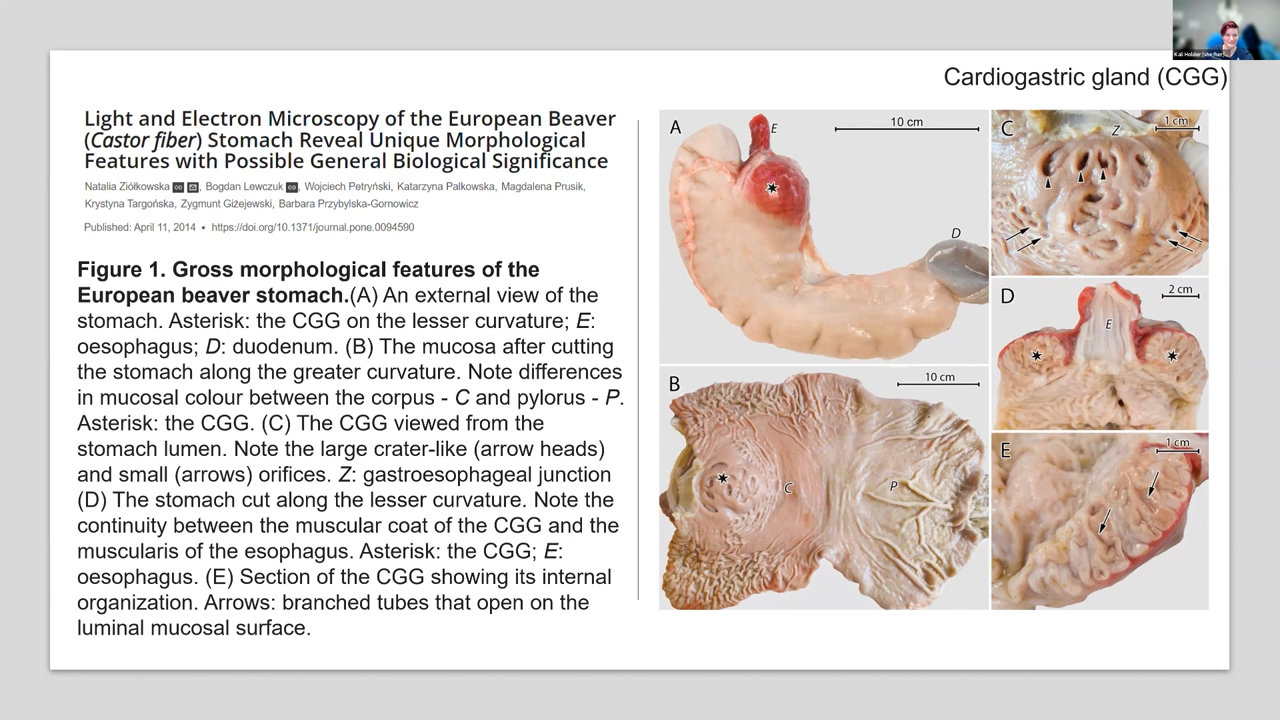 Kali Holder (she/her)
Cardiogastric gland (CGG)
Light and Electron Microscopy of the European Beaver
(Castor fiber) Stomach Reveal Unique Morphological
Features with Possible General Biological Significance
Natalia Ziółkowska, Bogdan Lewczuk, Wojciech Petryński, Katarzyna Palkowska, Magdalena Prusik,
Krystyna Targońska, Zygmunt Giżejewski, Barbara Przybylska-Gornowicz
Published: April 11, 2014 • https://doi.org/10.1371/journal.pone.0094590
Figure 1. Gross morphological features of the
European beaver stomach.(A) An external view of the
stomach. Asterisk: the CGG on the lesser curvature; E:
oesophagus; D: duodenum. (B) The mucosa after cutting
the stomach along the greater curvature. Note differences
in mucosal colour between the corpus - C and pylorus - P.
Asterisk: the CGG. (C) The CGG viewed from the
stomach lumen. Note the large crater-like (arrow heads)
and small (arrows) orifices. Z: gastroesophageal junction
(D) The stomach cut along the lesser curvature. Note the
continuity between the muscular coat of the CGG and the
muscularis of the esophagus. Asterisk: the CGG; E:
oesophagus. (E) Section of the CGG showing its internal
organization. Arrows: branched tubes that open on the
luminal mucosal surface.
A
E
10 cm
D
B
10 cm
C
P
C
Z
1 cm
D
2 cm
E
E
1 cm